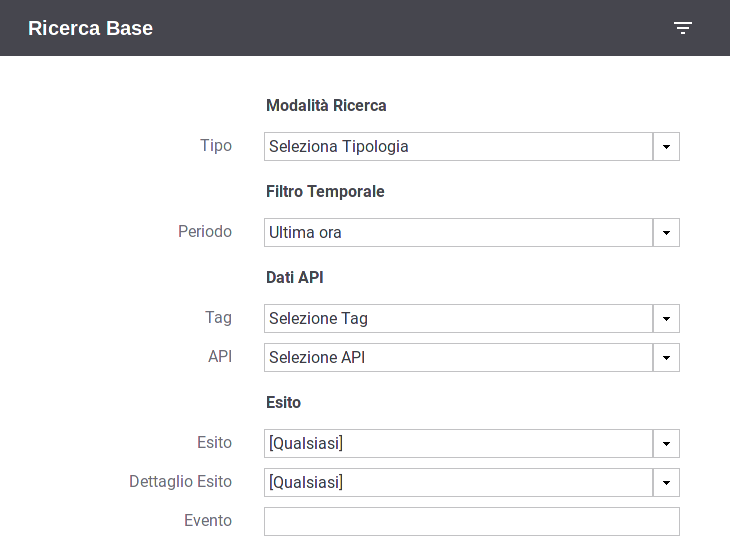 Ricerca Base
Modalità Ricerca
Tipo Seleziona Tipologia
Filtro Temporale
Periodo Ultima ora
Dati API
Tag Selezione Tag
API Selezione API
Esito
Esito [Qualsiasi]
Dettaglio Esito [Qualsiasi]
Evento